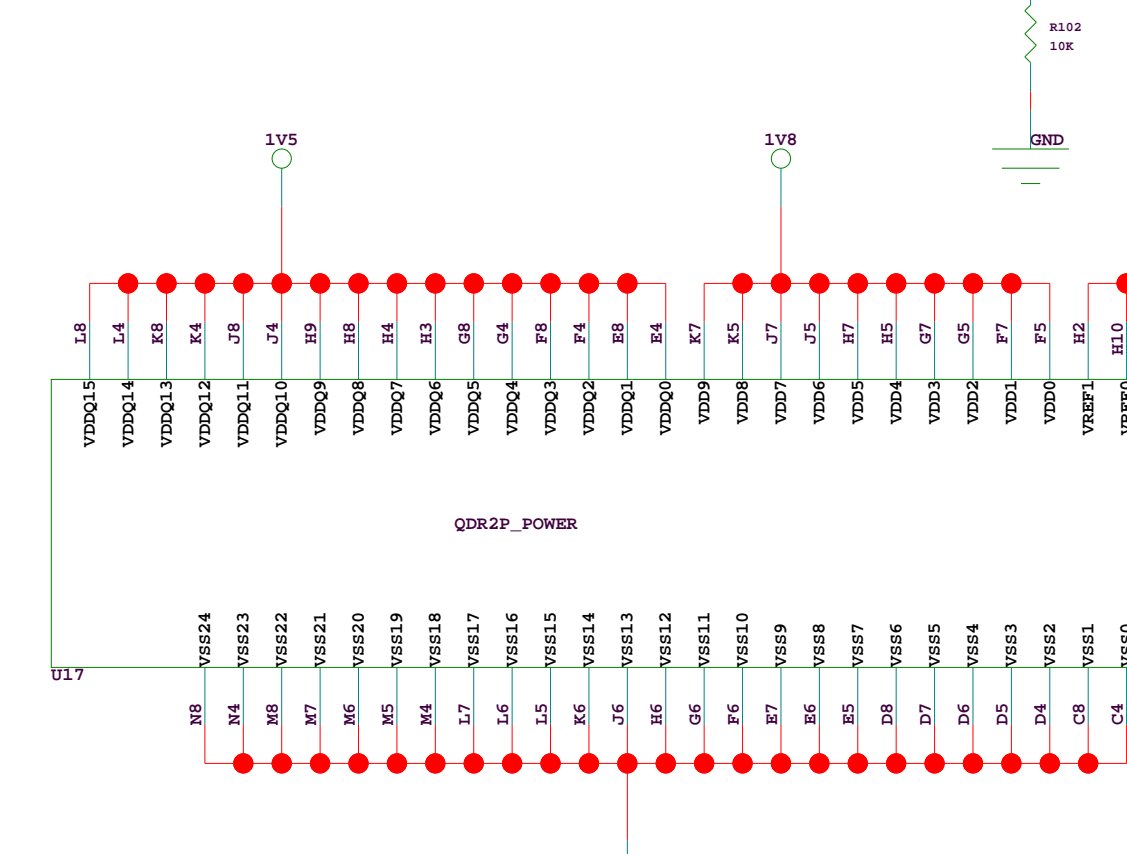 R102
10K
GND
1V5
1V8
L8
L4
K8
K4
J8
J4
H9
H8
H4
H3
G8
G4
F8
F4
E8
E4
K7
K5
J7
J5
H7
H5
G7
G5
F7
F5
H2
H10
VDDQ15
VDDQ14
VDDQ13
VDDQ12
VDDQ11
VDDQ10
VDDQ9
VDDQ8
VDDQ7
VDDQ6
VDDQ5
VDDQ4
VDDQ3
VDDQ2
VDDQ1
VDDQ0
VDD9
VDD8
VDD7
VDD6
VDD5
VDD4
VDD3
VDD2
VDD1
VDD0
VREF1
QDR2P_POWER
VSS24
VSS23
VSS22
VSS21
VSS20
VSS19
VSS18
VSS17
VSS16
VSS15
VSS14
VSS13
VSS12
VSS11
VSS10
VSS9
VSS8
VSS7
VSS6
VSS5
VSS4
VSS3
VSS2
VSS1
U17
N8
N4
M8
M7
M6
M5
M4
L7
L6
L5
K6
J6
H6
G6
F6
E7
E6
E5
D8
D7
D6
D5
D4
C8
C4